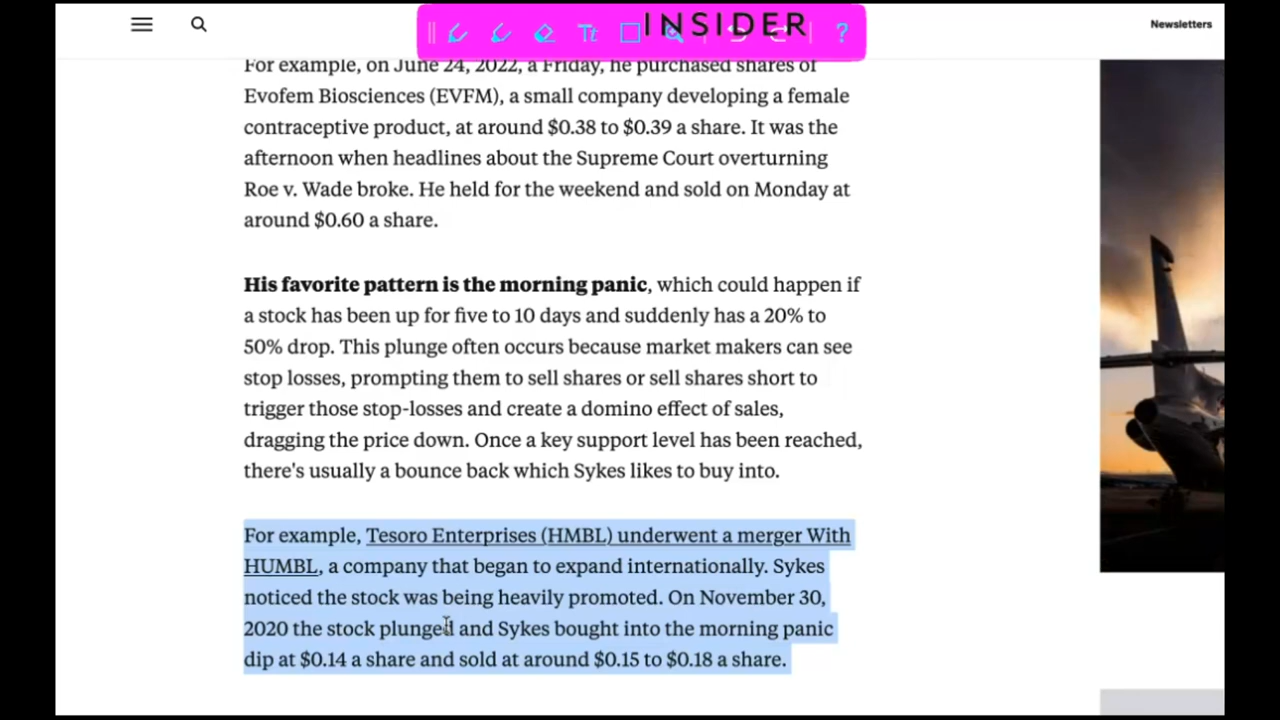 INSIDER
Newsletters
Tt
?
For example, on June 24, 2022, a Friday, he purchased shares of
Evofem Biosciences (EVFM), a small company developing a female
contraceptive product, at around $0.38 to $0.39 a share. It was the
afternoon when headlines about the Supreme Court overturning
Roe v. Wade broke. He held for the weekend and sold on Monday at
around $0.60 a share.
His favorite pattern is the morning panic, which could happen if
a stock has been up for five to 10 days and suddenly has a 20% to
50% drop. This plunge often occurs because market makers can see
stop losses, prompting them to sell shares or sell shares short to
trigger those stop-losses and create a domino effect of sales,
dragging the price down. Once a key support level has been reached,
there's usually a bounce back which Sykes likes to buy into.
For example, Tesoro Enterprises (HMBL) underwent a merger With
HUMBL, a company that began to expand internationally. Sykes
noticed the stock was being heavily promoted. On November 30,
2020 the stock plunged and Sykes bought into the morning panic
dip at $0.14 a share and sold at around $0.15 to $0.18 a share.